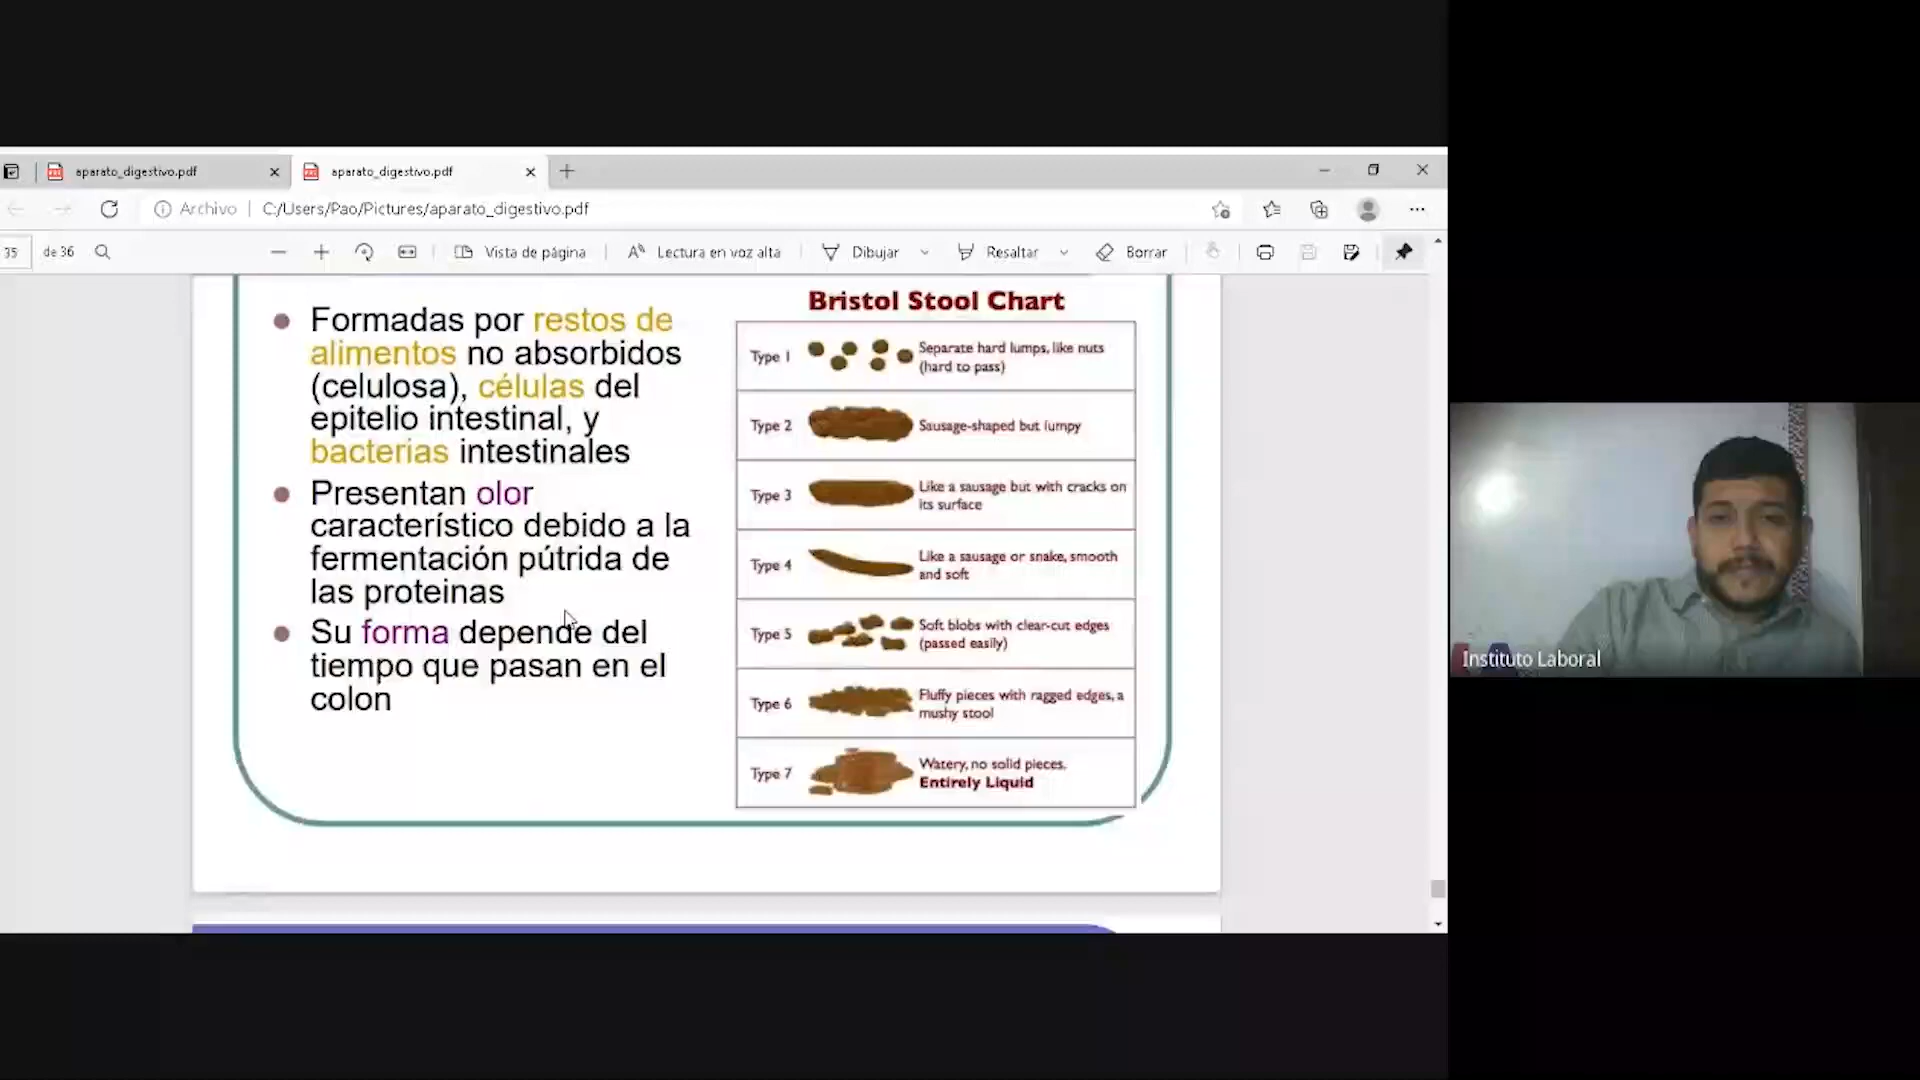 aparato_digestivo.pdf
aparato_digestivo.pdf
Archivo
C:/Users/Pao/Pictures/aparato_digestivo.pdf
35
de 36
Vista de página
Lectura en voz alta
Dibujar
Resaltar
Borrar
Formadas por restos de
alimentos no absorbidos
(celulosa), células del
epitelio intestinal, y
bacterias intestinales
Presentan olor
característico debido a la
fermentación pútrida de
las proteinas
Su forma depende del
tiempo que pasan en el
colon
Bristol Stool Chart
Type 1
Separate hard lumps, like nuts
(hard to pass)
Type 2
Sausage-shaped but lumpy
Type 3
Like a sausage but with cracks on
its surface
Type 4
Like a sausage or snake, smooth
and soft
Type 5
Soft blobs with clear-cut edges
(passed easily)
Type 6
Fluffy pieces with ragged edges, a
mushy stool
Type 7
Watery, no solid pieces.
Entirely Liquid
Instituto Laboral